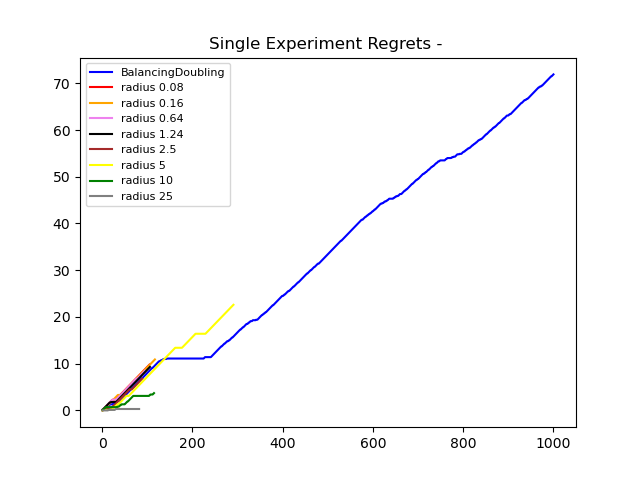 Single Experiment Regrets -
BalancingDoubling
radius 0.08
radius 0.16
radius 0.64
radius 1.24
radius 2.5
radius 5
radius 10
radius 25
70
60
50
40
30
20
10
0
0 200 400 600 800 1000